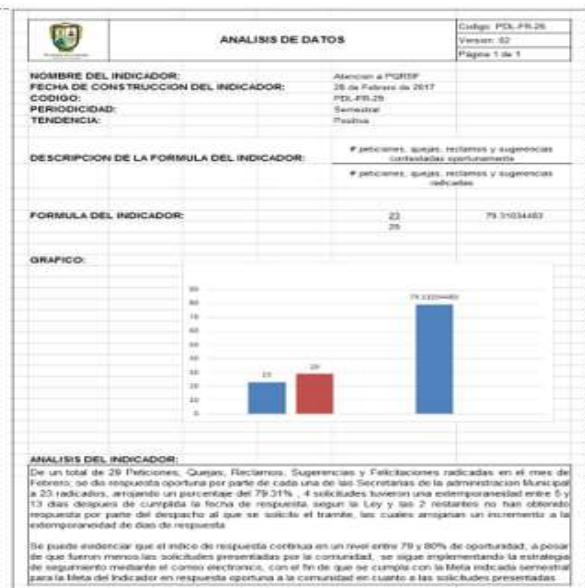 ANALISIS DE DATOS
Codigo: PDL-FR-26
Version: 02
Página 1 de 1
NOMBRE DEL INDICADOR: Atencion a PQRSF
FECHA DE CONSTRUCCION DEL INDICADOR: 28 de Febrero de 2017
CODIGO: PDL-FR-29
PERIODICIDAD: Semestral
TENDENCIA: Positiva
DESCRIPCION DE LA FORMULA DEL INDICADOR:
# peticiones, quejas, reclamos y sugerencias
contestadas oportunamente
# peticiones, quejas, reclamos y sugerencias
radicadas
FORMULA DEL INDICADOR: 23 79.31034483
29
GRAFICO:
90
80
70
60
50
40
30
20
10
0
23
29
79.31034483
ANALISIS DEL INDICADOR:
De un total de 29 Peticiones, Quejas, Reclamos, Sugerencias y Felicitaciones radicadas en el mes de
Febrero, se dio respuesta oportuna por parte de cada una de las Secretarias de la administracion Municipal
a 23 radicados, arrojando un porcentaje del 79.31% , 4 solicitudes tuvieron una extemporaneidad entre 5 y
13 dias despues de cumplida la fecha de respuesta segun la Ley y las 2 restantes no han obtenido
respuesta por parte del despacho al que se solicito el tramite, las cuales arrojaran un incremento a la
extemporaneidad de dias de respuesta
Se puede evidenciar que el indice de respuesta continua en un nivel entre 79 y 80% de oportunidad, a pesar
de que fueron menos las solicitudes presentadas por la comunidad, se sigue implementando la estrategia
de seguimiento mediante el correo electronico, con el fin de que se cumpla con la Meta indicada semestral
para la Meta del Indicador en respuesta oportuna a la comunidad en cuanto a las solicitudes presentadas